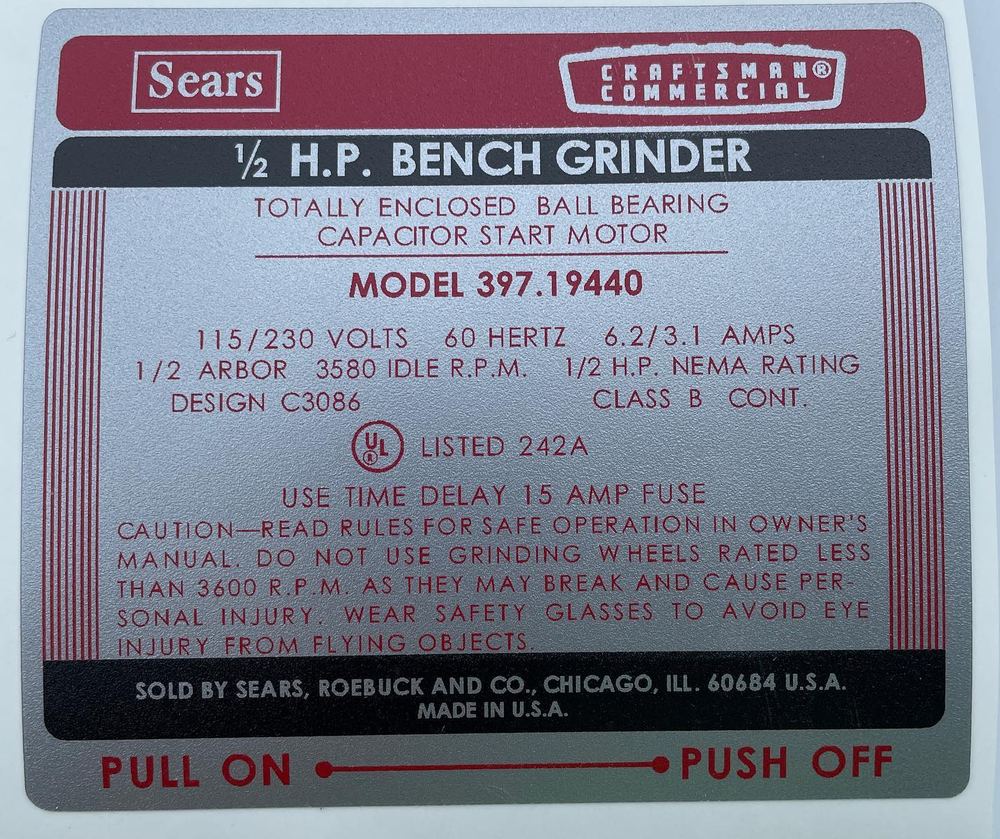 Sears
CRAFTSMAN®
COMMERCIAL
½ H.P. BENCH GRINDER
TOTALLY ENCLOSED BALL BEARING
CAPACITOR START MOTOR
MODEL 397.19440
115/230 VOLTS 60 HERTZ 6.2/3.1 AMPS
1/2 ARBOR 3580 IDLE R.P.M. 1/2 H.P. NEMA RATING
DESIGN C3086 CLASS B CONT.
UL® LISTED 242A
USE TIME DELAY 15 AMP FUSE
CAUTION—READ RULES FOR SAFE OPERATION IN OWNER'S
MANUAL. DO NOT USE GRINDING WHEELS RATED LESS
THAN 3600 R.P.M. AS THEY MAY BREAK AND CAUSE PER-
SONAL INJURY. WEAR SAFETY GLASSES TO AVOID EYE
INJURY FROM FLYING OBJECTS.
SOLD BY SEARS, ROEBUCK AND CO., CHICAGO, ILL. 60684 U.S.A.
MADE IN U.S.A.
PULL ON PUSH OFF